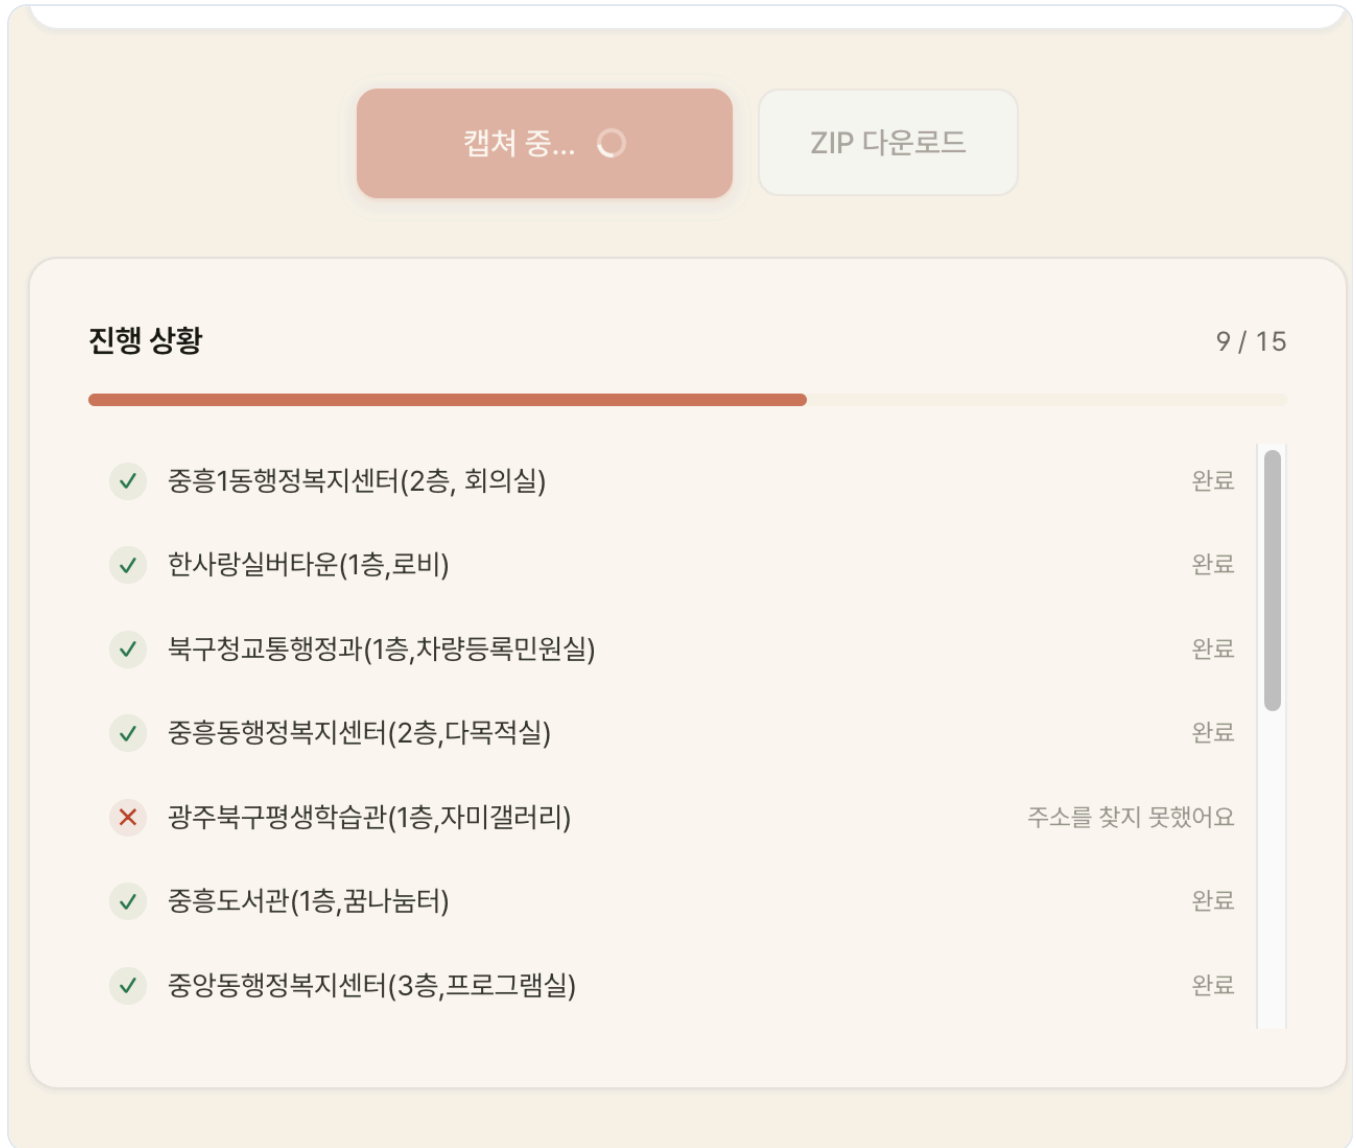 캡쳐 중...
ZIP 다운로드
진행 상황
9 / 15
중흥1동행정복지센터(2층, 회의실)
완료
한사랑실버타운(1층,로비)
완료
북구청교통행정과(1층,차량등록민원실)
완료
중흥동행정복지센터(2층,다목적실)
완료
광주북구평생학습관(1층,자미갤러리)
주소를 찾지 못했어요
중흥도서관(1층,꿈나눔터)
완료
중앙동행정복지센터(3층,프로그램실)
완료